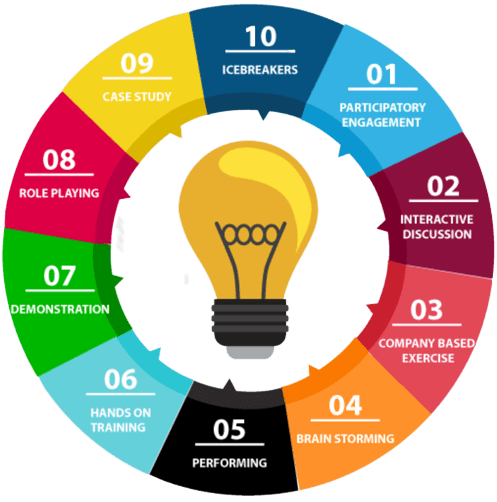 10
ICEBREAKERS
01
PARTICIPATORY
ENGAGEMENT
02
INTERACTIVE
DISCUSSION
03
COMPANY BASED
EXERCISE
04
BRAIN STORMING
05
PERFORMING
06
HANDS ON
TRAINING
07
DEMONSTRATION
08
ROLE PLAYING
09
CASE STUDY